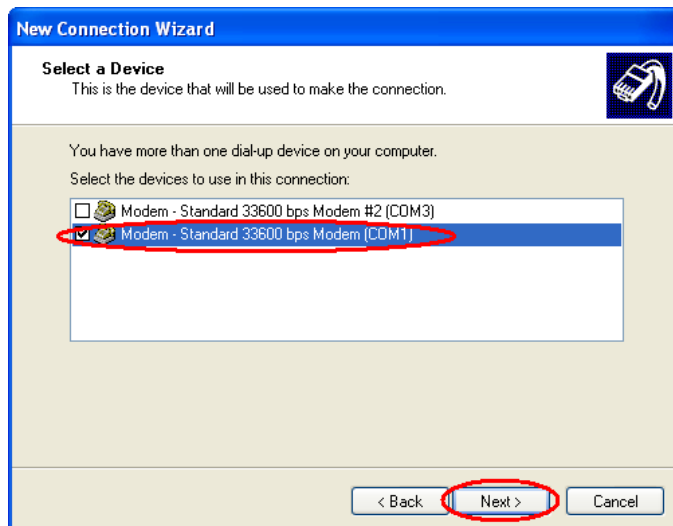 New Connection Wizard
Select a Device
This is the device that will be used to make the connection.
You have more than one dial-up device on your computer.
Select the devices to use in this connection:
Modem - Standard 33600 bps Modem #2 (COM3)
Modem - Standard 33600 bps Modem (COM1)
< Back Next > Cancel